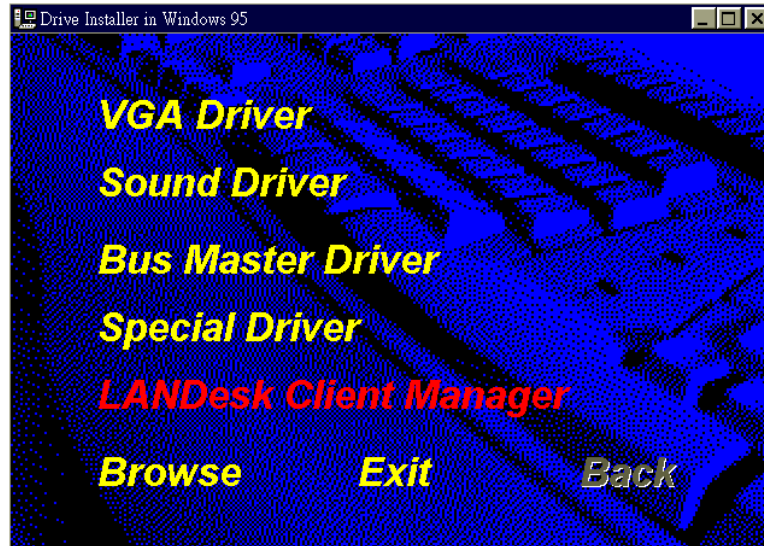 Drive Installer in Windows 95
VGA Driver
Sound Driver
Bus Master Driver
Special Driver
LANDesk Client Manager
Browse Exit Back